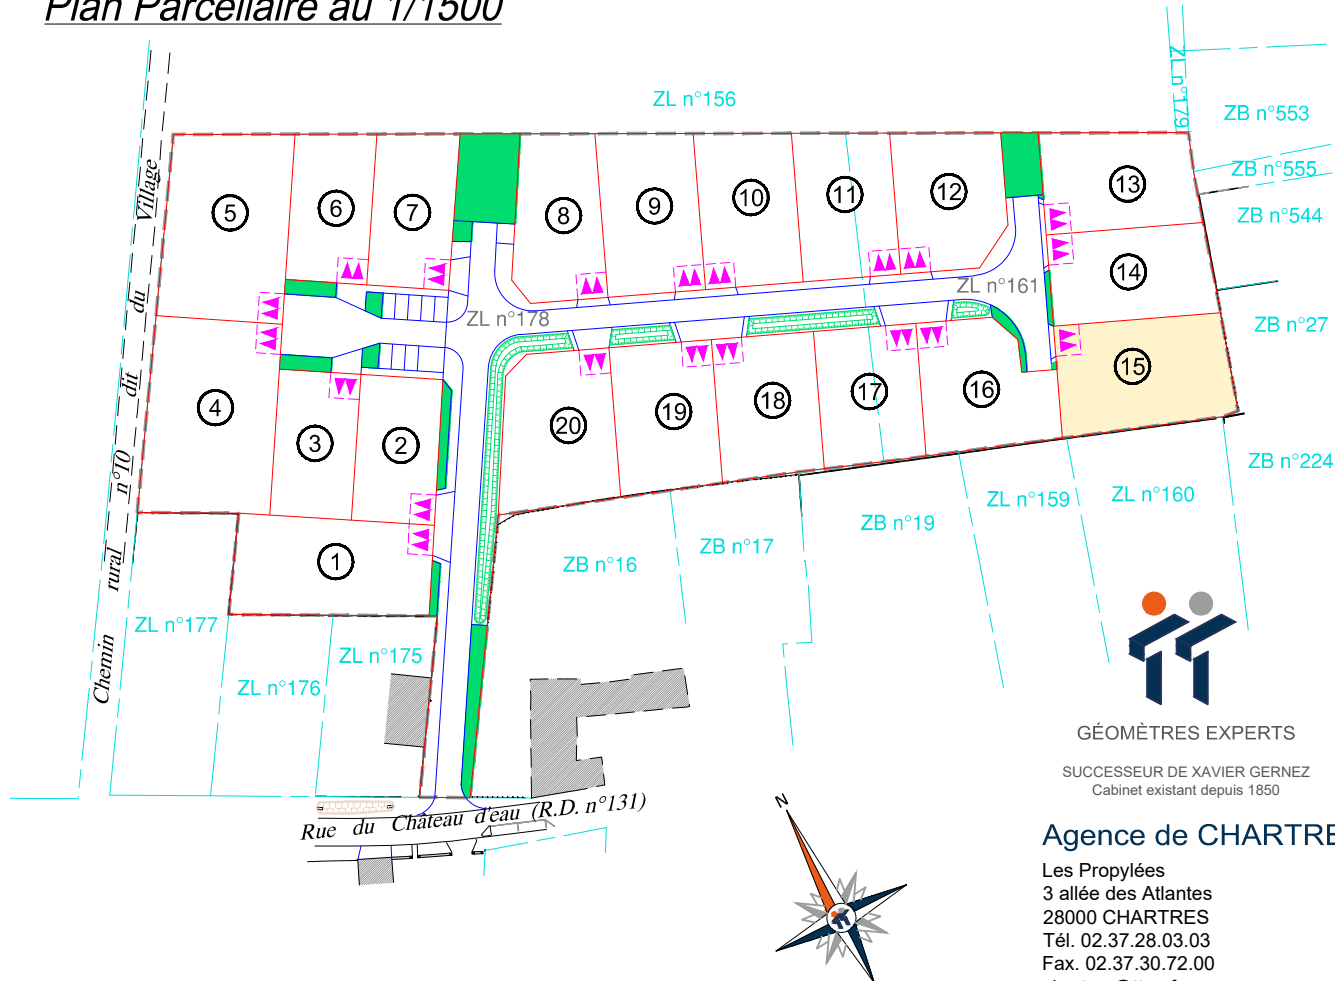 Plan Parcellaire au 1/1500
ZL n°156
ZL n°179
ZB n°553
ZB n°555
ZB n°544
ZB n°27
ZB n°224
5
6
7
8
9
10
11
12
13
14
15
ZL n°178
ZL n°161
4
3
2
20
19
18
17
16
1
ZB n°16
ZB n°17
ZB n°19
ZL n°159
ZL n°160
ZL n°177
ZL n°176
ZL n°175
Chemin rural n°10 dit du Village
Rue du Château d'eau (R.D. n°131)
N
GÉOMÈTRES EXPERTS
SUCCESSEUR DE XAVIER GERNEZ
Cabinet existant depuis 1850
Agence de CHARTRE
Les Propylées
3 allée des Atlantes
28000 CHARTRES
Tél. 02.37.28.03.03
Fax. 02.37.30.72.00